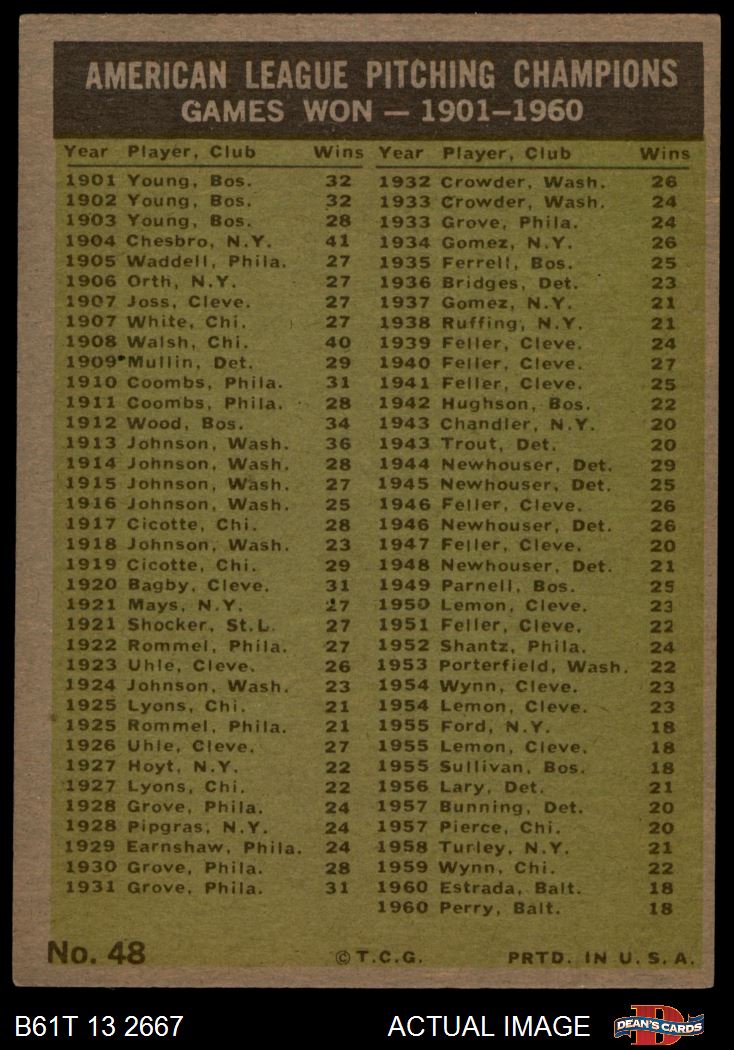 AMERICAN LEAGUE PITCHING CHAMPIONS
GAMES WON — 1901–1960
Year Player, Club Wins
1901 Young, Bos. 32
1902 Young, Bos. 32
1903 Young, Bos. 28
1904 Chesbro, N.Y. 41
1905 Waddell, Phila. 27
1906 Orth, N.Y. 27
1907 Joss, Cleve. 27
1907 White, Chi. 27
1908 Walsh, Chi. 40
1909 Mullin, Det. 29
1910 Coombs, Phila. 31
1911 Coombs, Phila. 28
1912 Wood, Bos. 34
1913 Johnson, Wash. 36
1914 Johnson, Wash. 28
1915 Johnson, Wash. 27
1916 Johnson, Wash. 25
1917 Cicotte, Chi. 28
1918 Johnson, Wash. 23
1919 Cicotte, Chi. 29
1920 Bagby, Cleve. 31
1921 Mays, N.Y. 27
1921 Shocker, St.L. 27
1922 Rommel, Phila. 27
1923 Uhle, Cleve. 26
1924 Johnson, Wash. 23
1925 Lyons, Chi. 21
1925 Rommel, Phila. 21
1926 Uhle, Cleve. 27
1927 Hoyt, N.Y. 22
1927 Lyons, Chi. 22
1928 Grove, Phila. 24
1928 Pipgras, N.Y. 24
1929 Earnshaw, Phila. 24
1930 Grove, Phila. 28
1931 Grove, Phila. 31
Year Player, Club Wins
1932 Crowder, Wash. 26
1933 Crowder, Wash. 24
1933 Grove, Phila. 24
1934 Gomez, N.Y. 26
1935 Ferrell, Bos. 25
1936 Bridges, Det. 23
1937 Gomez, N.Y. 21
1938 Ruffing, N.Y. 21
1939 Feller, Cleve. 24
1940 Feller, Cleve. 27
1941 Feller, Cleve. 25
1942 Hughson, Bos. 22
1943 Chandler, N.Y. 20
1943 Trout, Det. 20
1944 Newhouser, Det. 29
1945 Newhouser, Det. 25
1946 Feller, Cleve. 26
1946 Newhouser, Det. 26
1947 Feller, Cleve. 20
1948 Newhouser, Det. 21
1949 Parnell, Bos. 25
1950 Lemon, Cleve. 23
1951 Feller, Cleve. 22
1952 Shantz, Phila. 24
1953 Porterfield, Wash. 22
1954 Wynn, Cleve. 23
1954 Lemon, Cleve. 23
1955 Ford, N.Y. 18
1955 Lemon, Cleve. 18
1955 Sullivan, Bos. 18
1956 Lary, Det. 21
1957 Bunning, Det. 20
1957 Pierce, Chi. 20
1958 Turley, N.Y. 21
1959 Wynn, Chi. 22
1960 Estrada, Balt. 18
1960 Perry, Balt. 18
No. 48 © T.C.G. PRTD. IN U.S.A.
B61T 13 2667 ACTUAL IMAGE DEAN'S CARDS